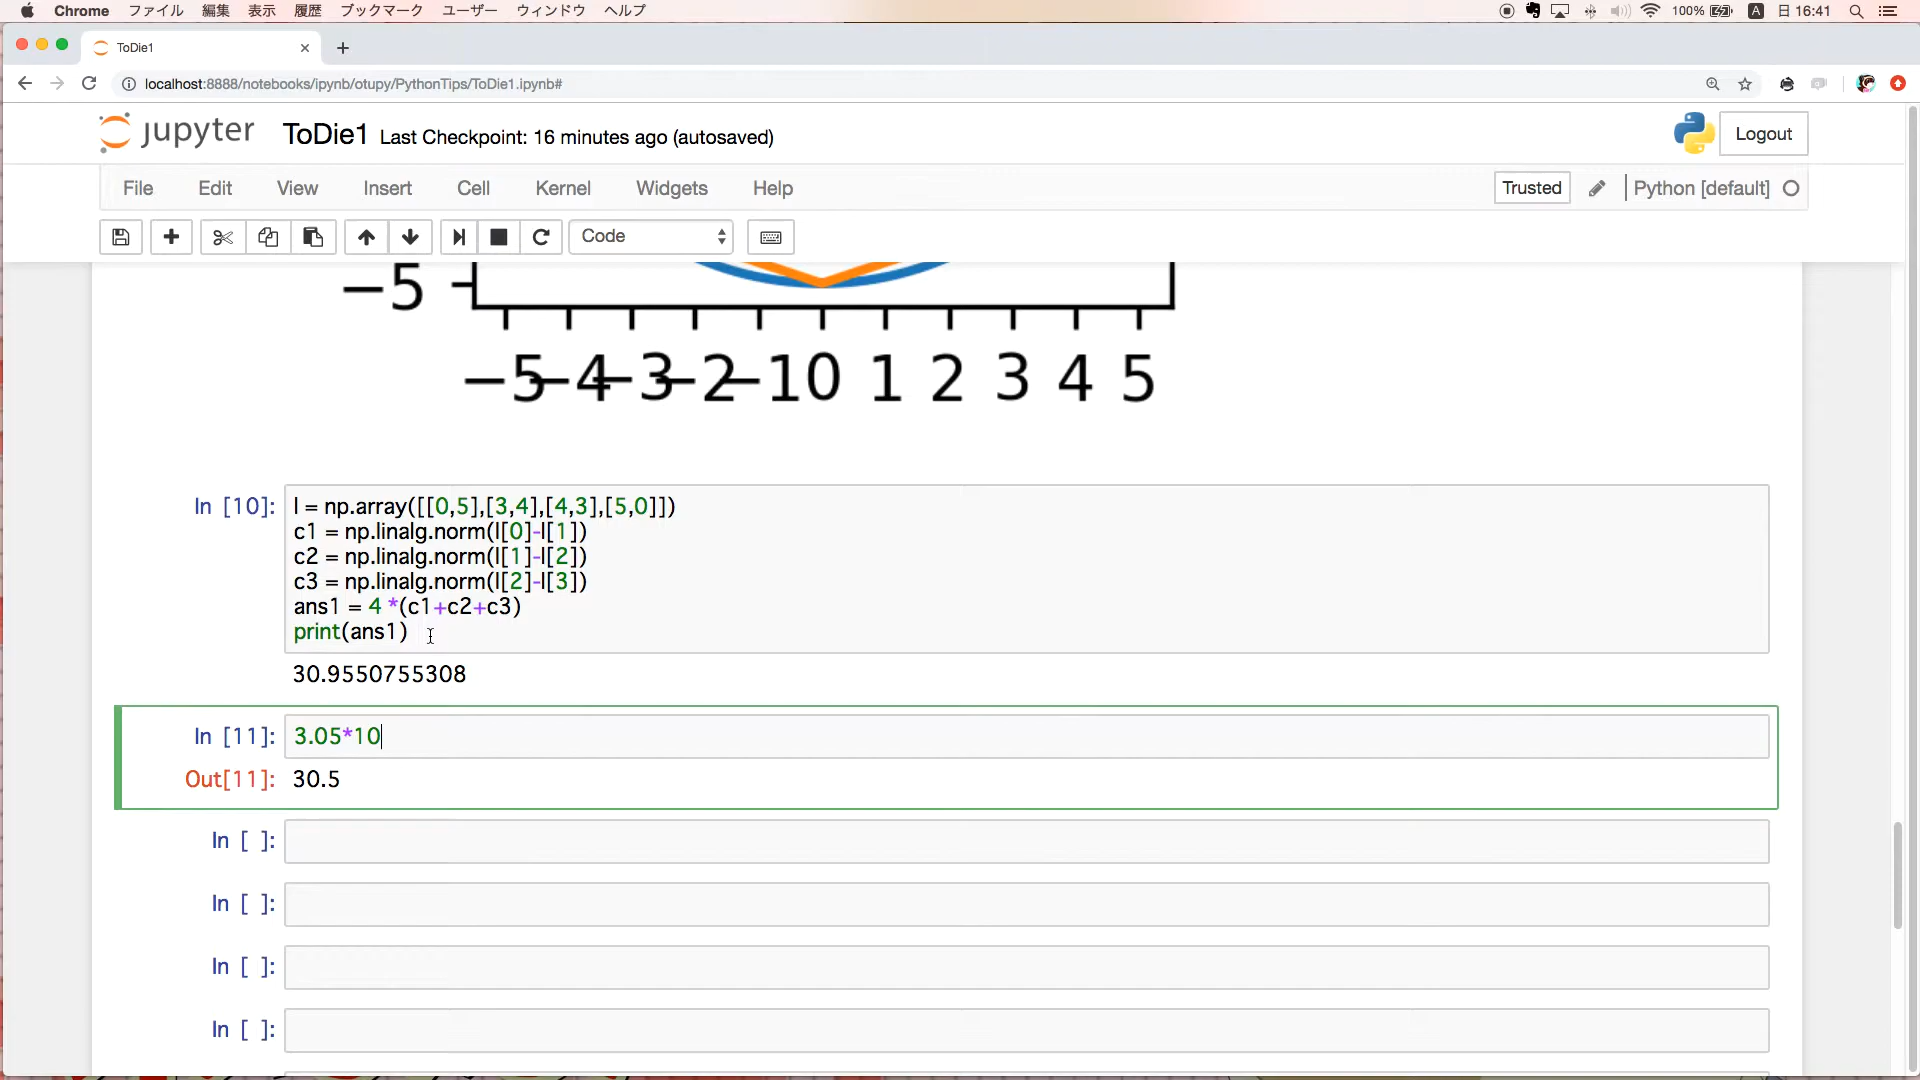 Chrome ファイル 編集 表示 履歴 ブックマーク ユーザー ウィンドウ ヘルプ 100% A 日 16:41
ToDie1
localhost:8888/notebooks/ipynb/otupy/PythonTips/ToDie1.ipynb#
jupyter ToDie1 Last Checkpoint: 16 minutes ago (autosaved) Logout
File Edit View Insert Cell Kernel Widgets Help Trusted Python [default]
Code
−5
−5 −4 −3 −2 −1 0 1 2 3 4 5
In [10]: l = np.array([[0,5],[3,4],[4,3],[5,0]])
c1 = np.linalg.norm(l[0]-l[1])
c2 = np.linalg.norm(l[1]-l[2])
c3 = np.linalg.norm(l[2]-l[3])
ans1 = 4 *(c1+c2+c3)
print(ans1)
30.9550755308
In [11]: 3.05*10
Out[11]: 30.5
In [ ]:
In [ ]:
In [ ]:
In [ ]: